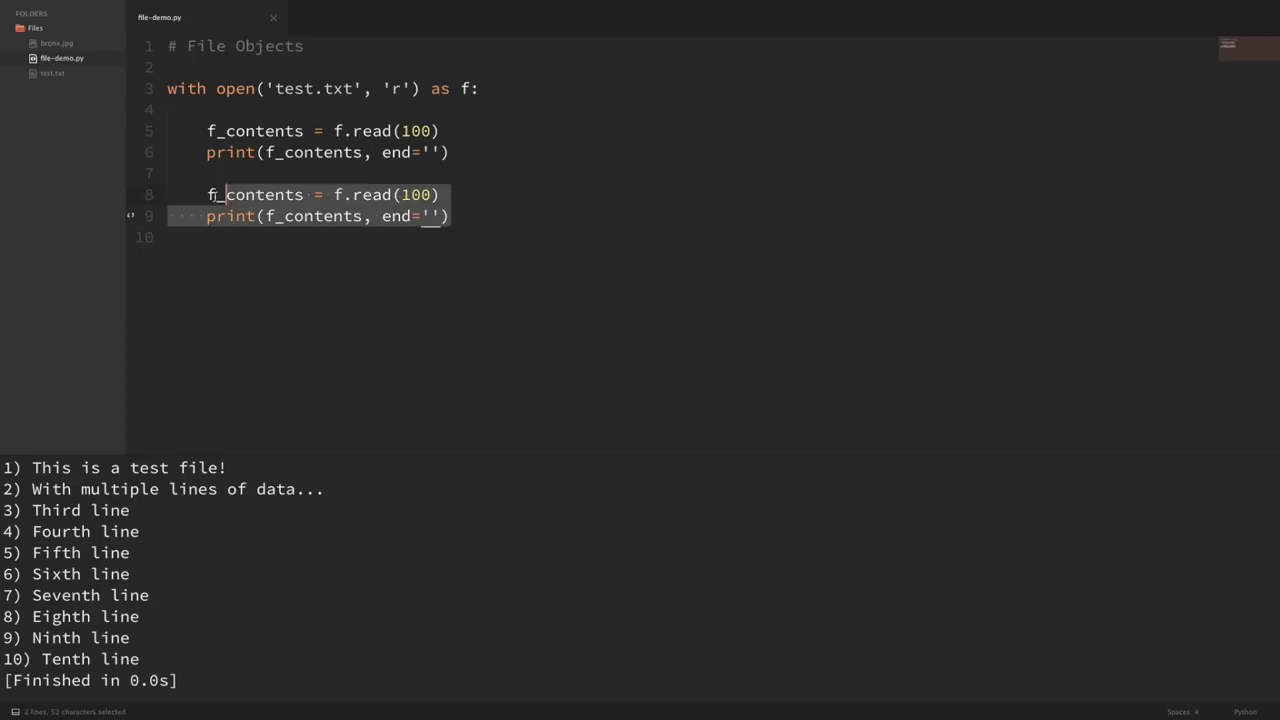 FOLDERS
Files
bronx.jpg
file-demo.py
test.txt
file-demo.py
1 # File Objects
2
3 with open('test.txt', 'r') as f:
4
5 f_contents = f.read(100)
6 print(f_contents, end='')
7
8 f_contents = f.read(100)
9 print(f_contents, end='')
10
1) This is a test file!
2) With multiple lines of data...
3) Third line
4) Fourth line
5) Fifth line
6) Sixth line
7) Seventh line
8) Eighth line
9) Ninth line
10) Tenth line
[Finished in 0.0s]
2 lines, 52 characters selected
Spaces: 4
Python